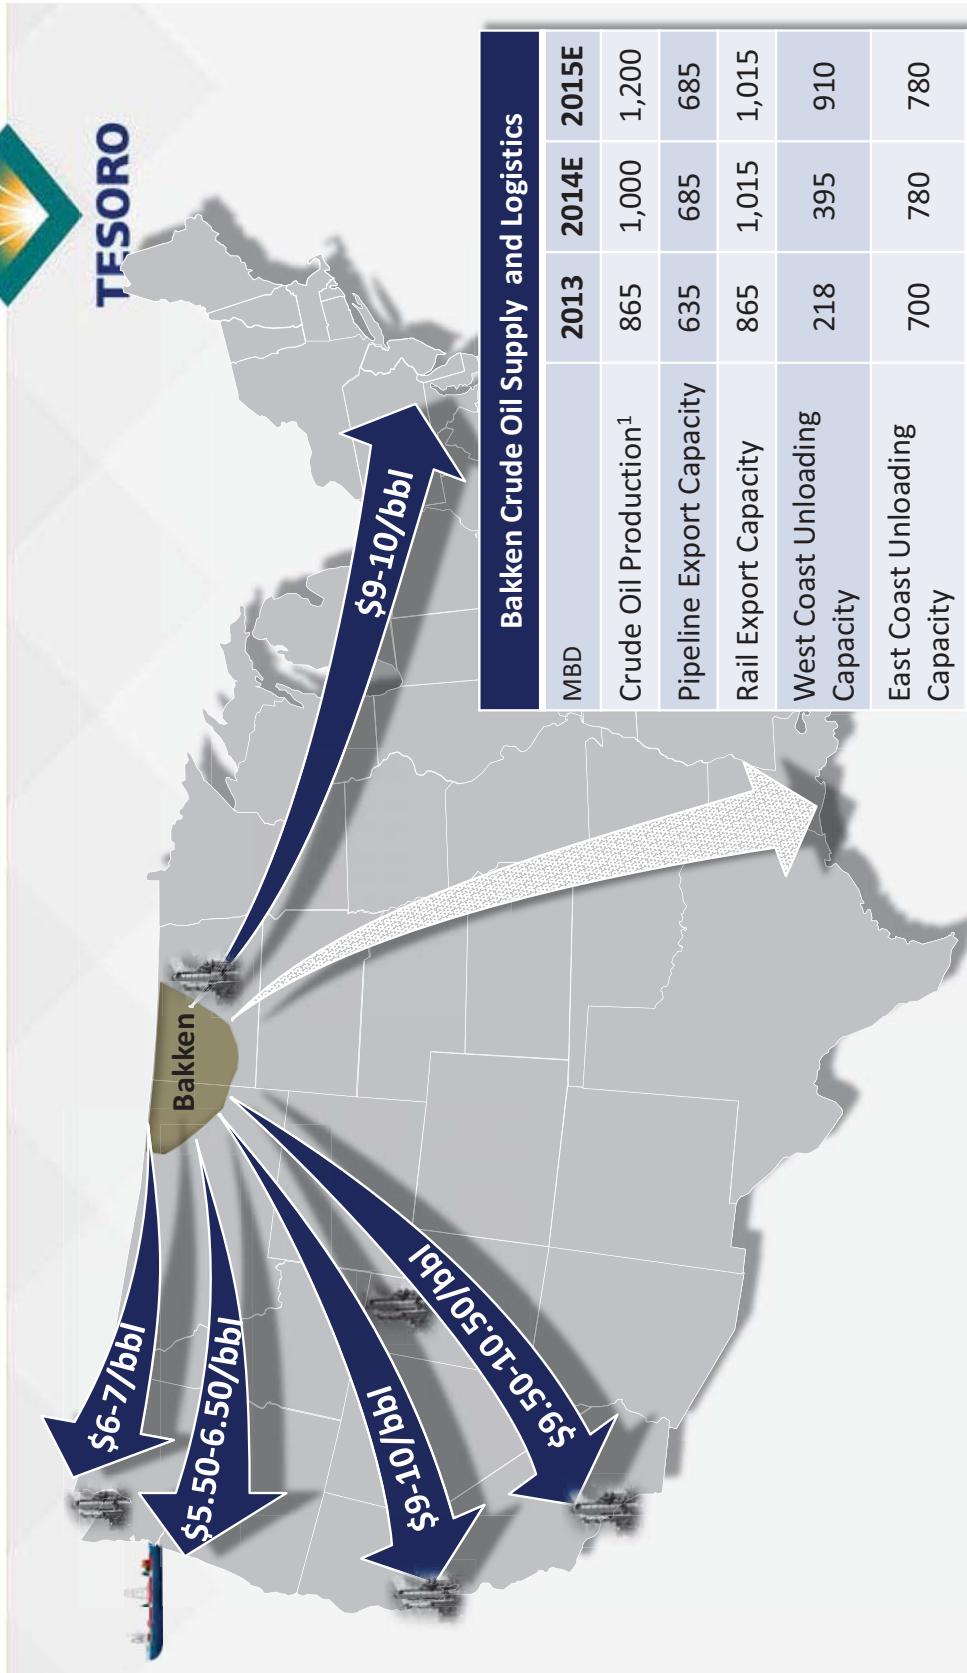 TESORO
Bakken
$6-7/bbl
$5.50-6.50/bbl
$9-10/bbl
$9.50-10.50/bbl
$9-10/bbl
Bakken Crude Oil Supply and Logistics
MBD 2013 2014E 2015E
Crude Oil Production¹ 865 1,000 1,200
Pipeline Export Capacity 635 685 685
Rail Export Capacity 865 1,015 1,015
West Coast Unloading
Capacity 218 395 910
East Coast Unloading
Capacity 700 780 780